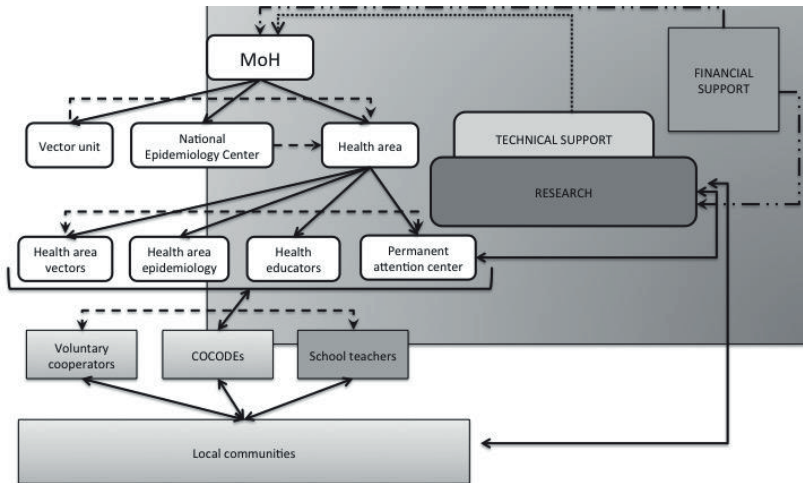 MoH
FINANCIAL
SUPPORT
Vector unit
National
Epidemiology Center
Health area
TECHNICAL SUPPORT
RESEARCH
Health area
vectors
Health area
epidemiology
Health
educators
Permanent
attention center
Voluntary
cooperators
COCODEs
School teachers
Local communities